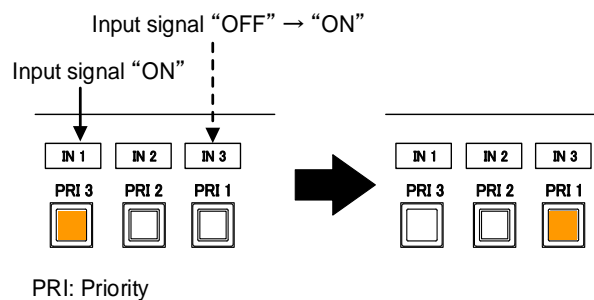 Input signal “OFF” → “ON”
Input signal “ON”
IN 1 IN 2 IN 3 IN 1 IN 2 IN 3
PRI 3 PRI 2 PRI 1 PRI 3 PRI 2 PRI 1
PRI: Priority